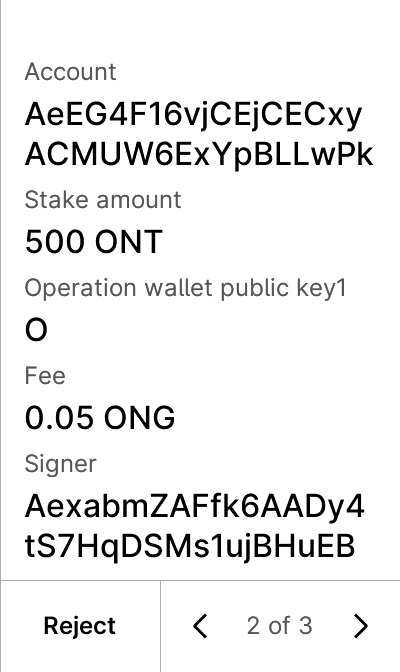 Account
AeEG4F16vjCEjCECxy
ACMUW6ExYpBLLwPk
Stake amount
500 ONT
Operation wallet public key1
O
Fee
0.05 ONG
Signer
AexabmZAFfk6AADy4
tS7HqDSMs1ujBHuEB
Reject
2 of 3